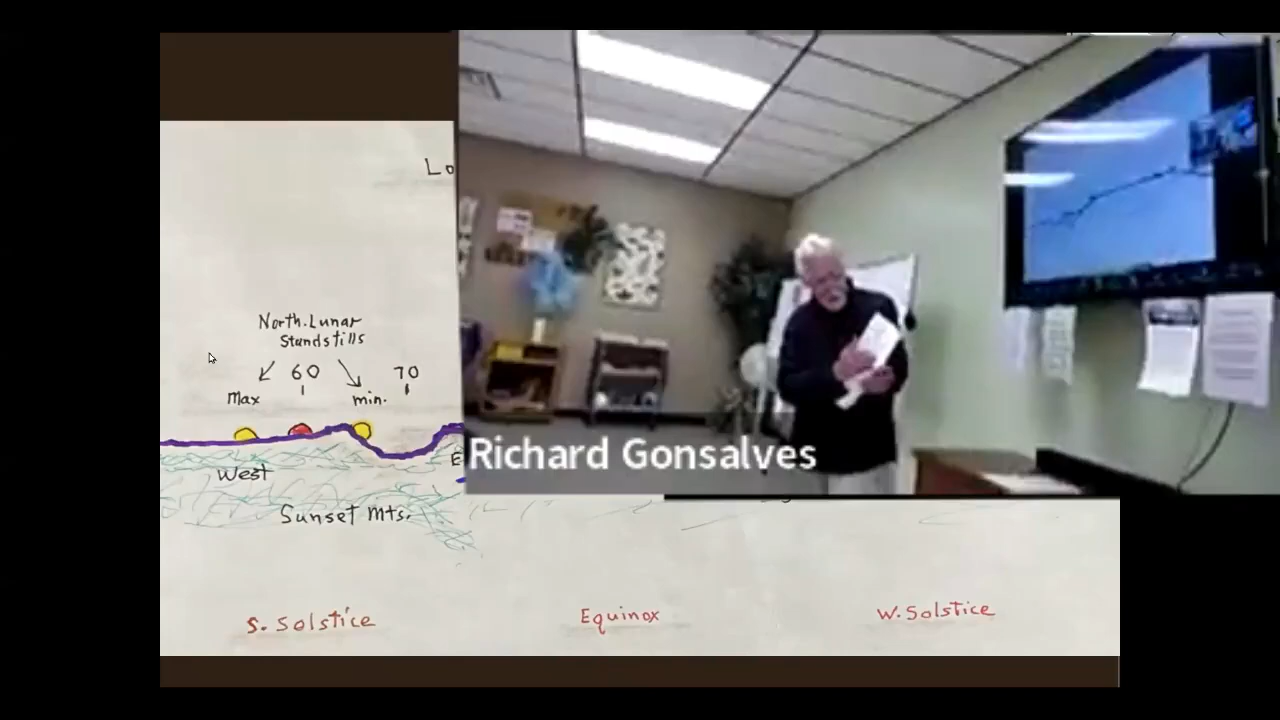 Lo
North.Lunar
Standstills
60
70
max
min.
West
E
Sunset Mts.
Richard Gonsalves
S. Solstice
Equinox
W. Solstice